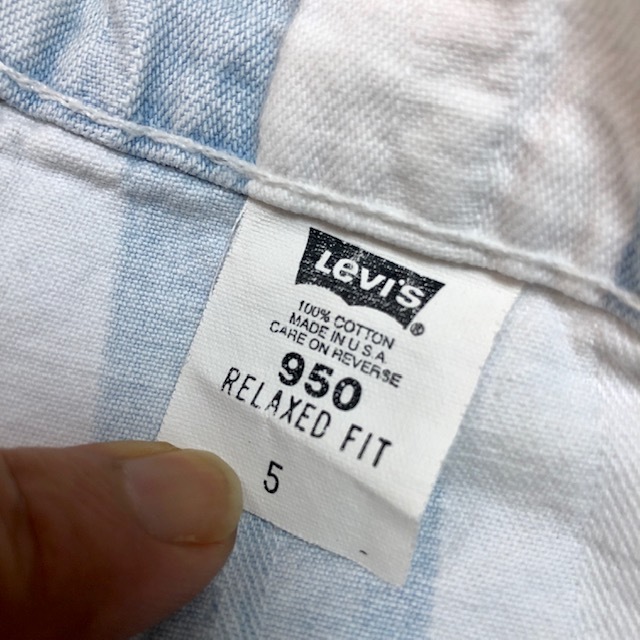 Levi's ®
100% COTTON
MADE IN U.S.A.
CARE ON REVERSE
950
RELAXED FIT
5